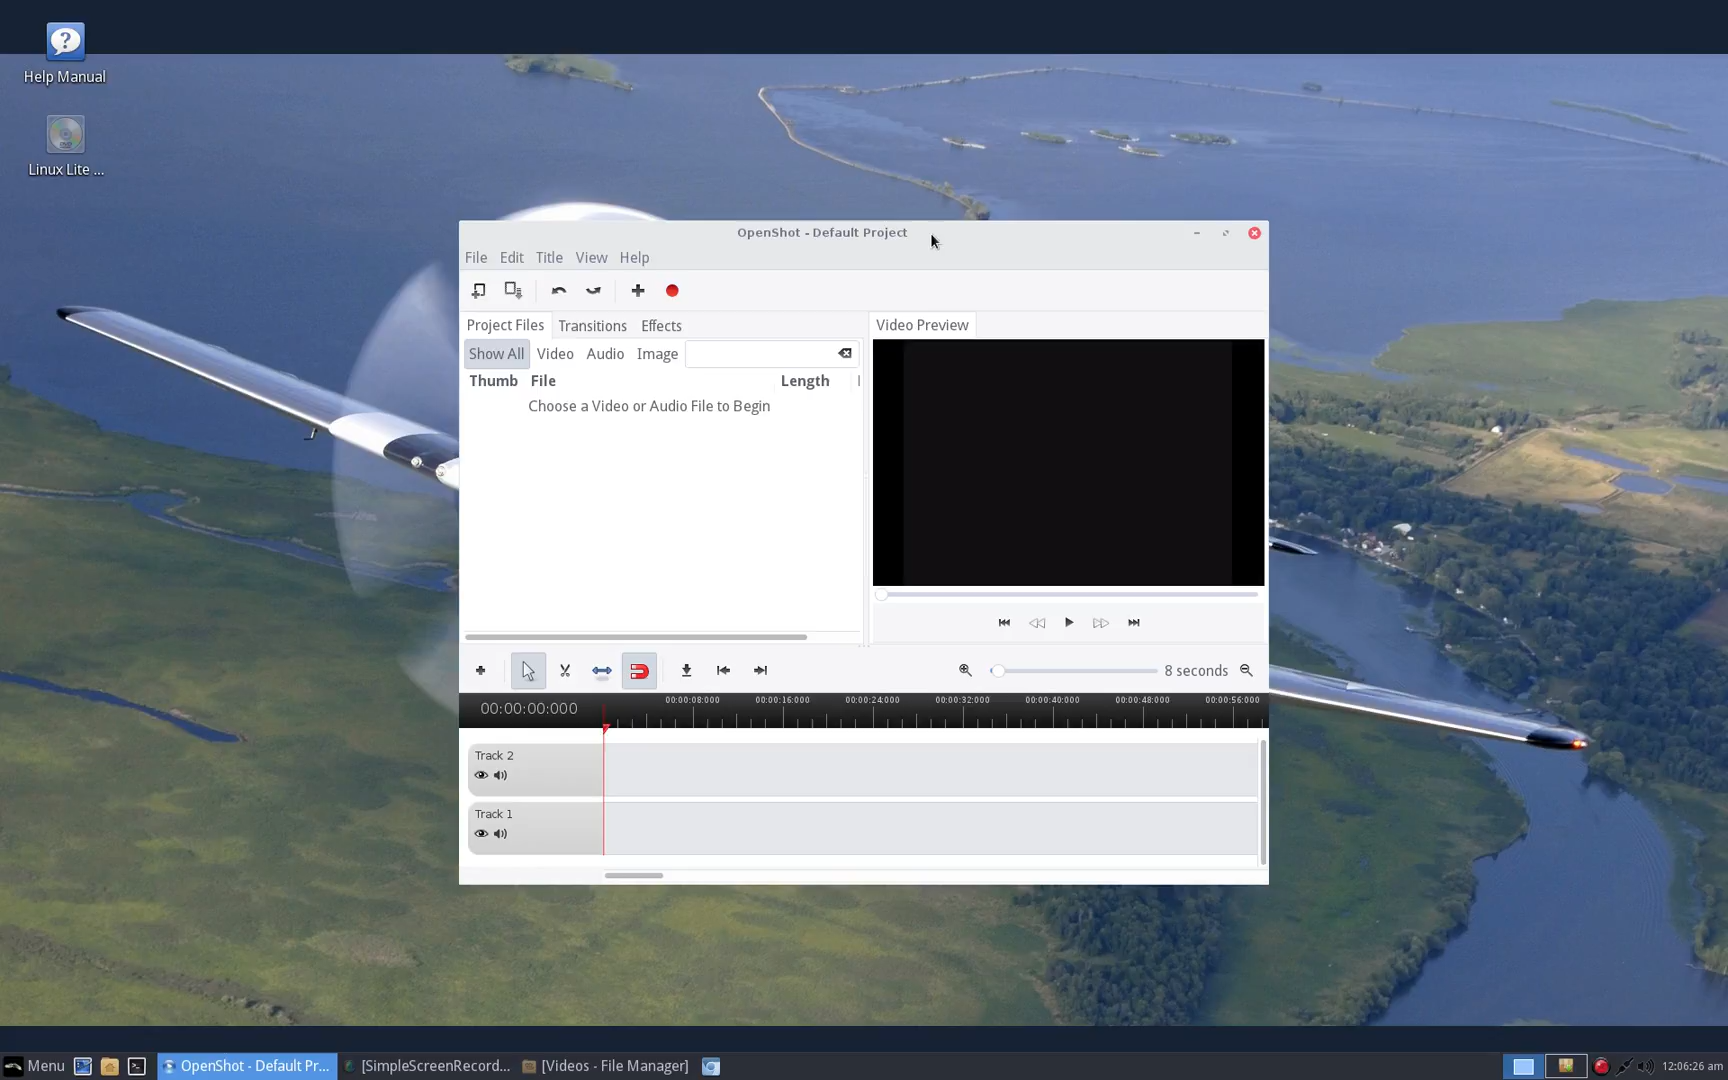 Help Manual
Linux Lite ...
OpenShot - Default Project
File Edit Title View Help
Project Files Transitions Effects
Video Preview
Show All Video Audio Image
Thumb File Length
Choose a Video or Audio File to Begin
8 seconds
00:00:00:000
00:00:08:000 00:00:16:000 00:00:24:000 00:00:32:000 00:00:40:000 00:00:48:000 00:00:56:000
Track 2
Track 1
Menu OpenShot - Default Pr... [SimpleScreenRecord... [Videos - File Manager] 12:06:26 am